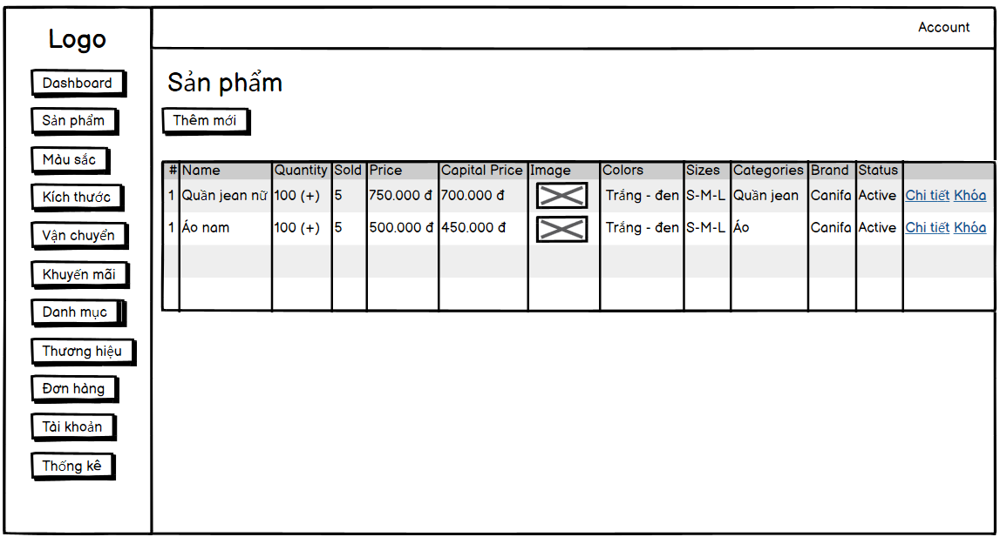 Logo
Account
Dashboard
Sản phẩm
Màu sắc
Kích thước
Vận chuyển
Khuyến mãi
Danh mục
Thương hiệu
Đơn hàng
Tài khoản
Thống kê
Sản phẩm
Thêm mới
# Name Quantity Sold Price Capital Price Image Colors Sizes Categories Brand Status
1 Quần jean nữ 100 (+) 5 750.000 đ 700.000 đ Trắng - đen S-M-L Quần jean Canifa Active Chi tiết Khóa
1 Áo nam 100 (+) 5 500.000 đ 450.000 đ Trắng - đen S-M-L Áo Canifa Active Chi tiết Khóa